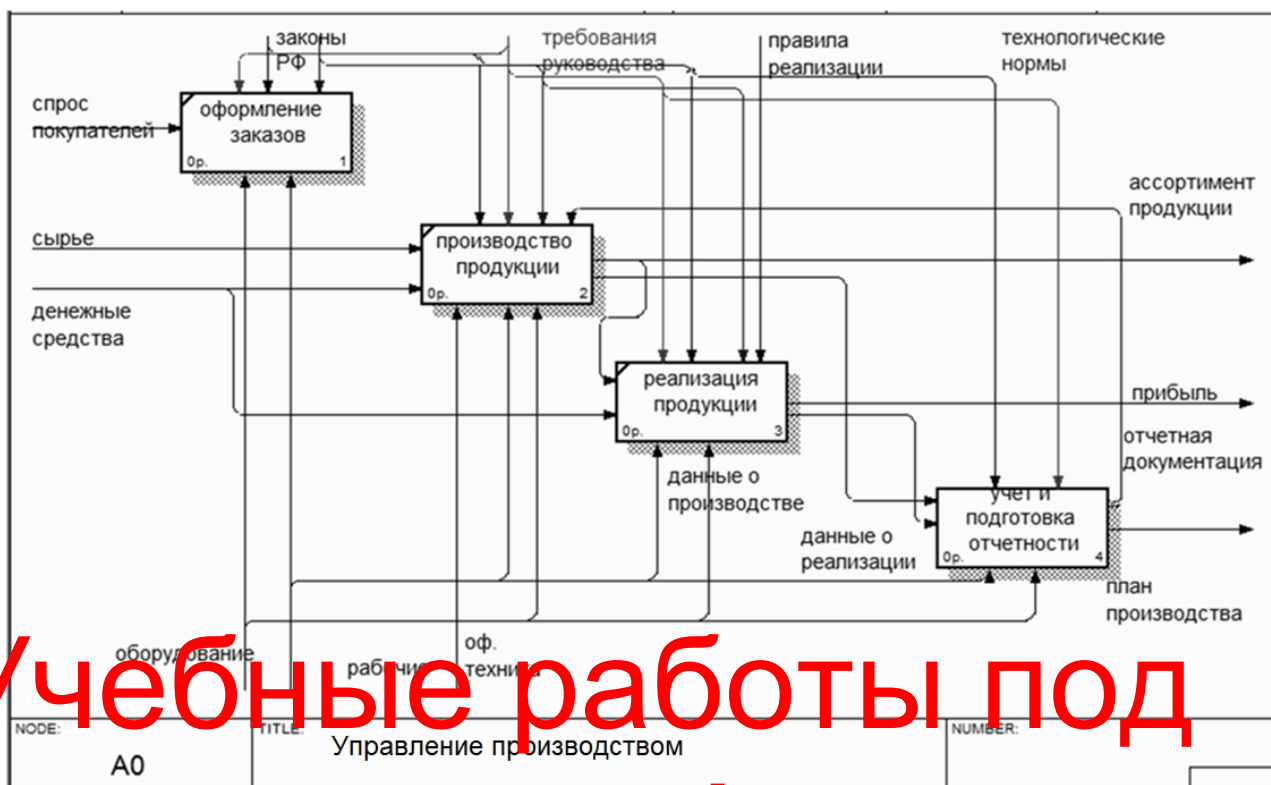 законы
РФ
требования
руководства
правила
реализации
технологические
нормы
спрос
покупателей
оформление
заказов
0р. 1
ассортимент
продукции
сырье
производство
продукции
0р. 2
денежные
средства
реализация
продукции
0р. 3
прибыль
отчетная
документация
данные о
производстве
учет и
подготовка
отчетности
0р. 4
данные о
реализации
план
производства
оборудование
рабочие
оф.
техника
Учебные работы под
NODE: TITLE: NUMBER:
A0 Управление производством